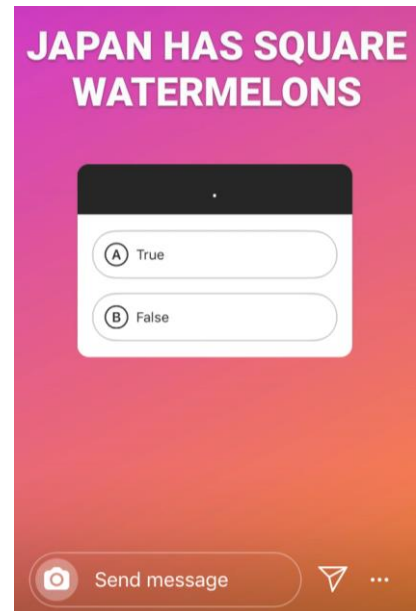 JAPAN HAS SQUARE
WATERMELONS
.
A True
B False
Send message